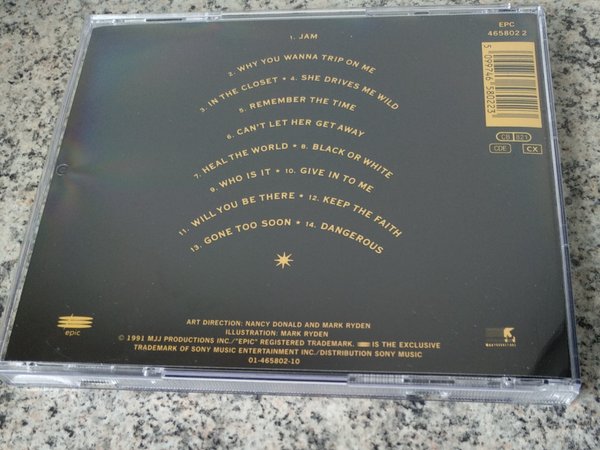 EPC
465802 2
1. JAM
2. WHY YOU WANNA TRIP ON ME
3. IN THE CLOSET * 4. SHE DRIVES ME WILD
5. REMEMBER THE TIME
6. CAN'T LET HER GET AWAY
7. HEAL THE WORLD * 8. BLACK OR WHITE
9. WHO IS IT * 10. GIVE IN TO ME
11. WILL YOU BE THERE * 12. KEEP THE FAITH
13. GONE TOO SOON * 14. DANGEROUS
5 099746 580223
CB 821
CDE CX
epic
ART DIRECTION: NANCY DONALD AND MARK RYDEN
ILLUSTRATION: MARK RYDEN
© 1991 MJJ PRODUCTIONS INC./"EPIC" REGISTERED TRADEMARK, IS THE EXCLUSIVE
TRADEMARK OF SONY MUSIC ENTERTAINMENT INC./DISTRIBUTION SONY MUSIC
01-465802-10